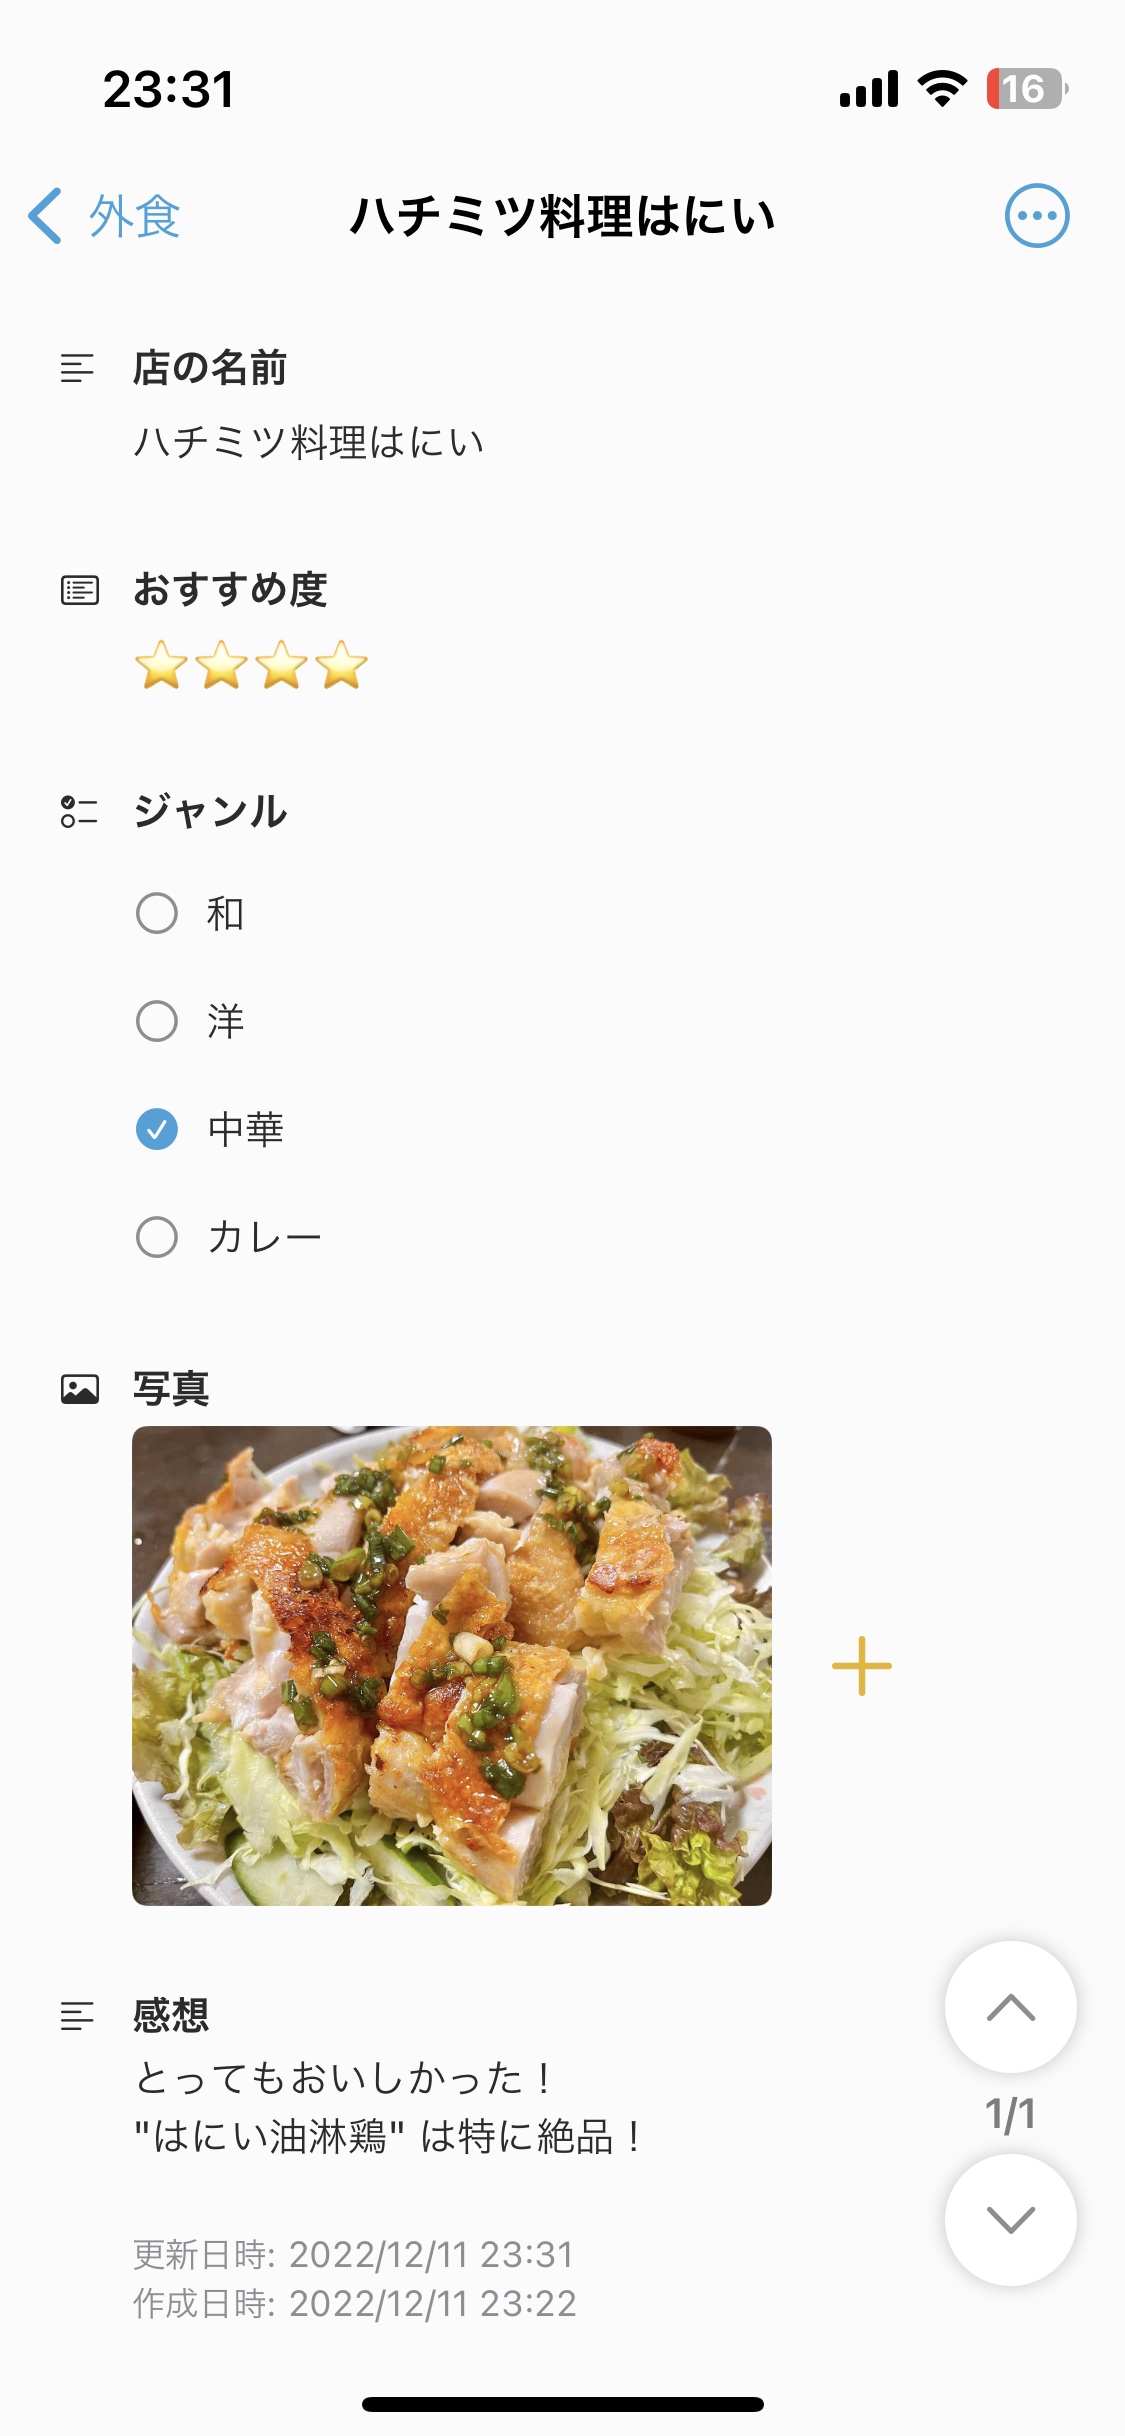 23:31
16
外食
ハチミツ料理はにい
店の名前
ハチミツ料理はにい
おすすめ度
⭐⭐⭐⭐
ジャンル
和
洋
中華
カレー
写真
感想
とってもおいしかった！
"はにい油淋鶏" は特に絶品！
1/1
更新日時: 2022/12/11 23:31
作成日時: 2022/12/11 23:22